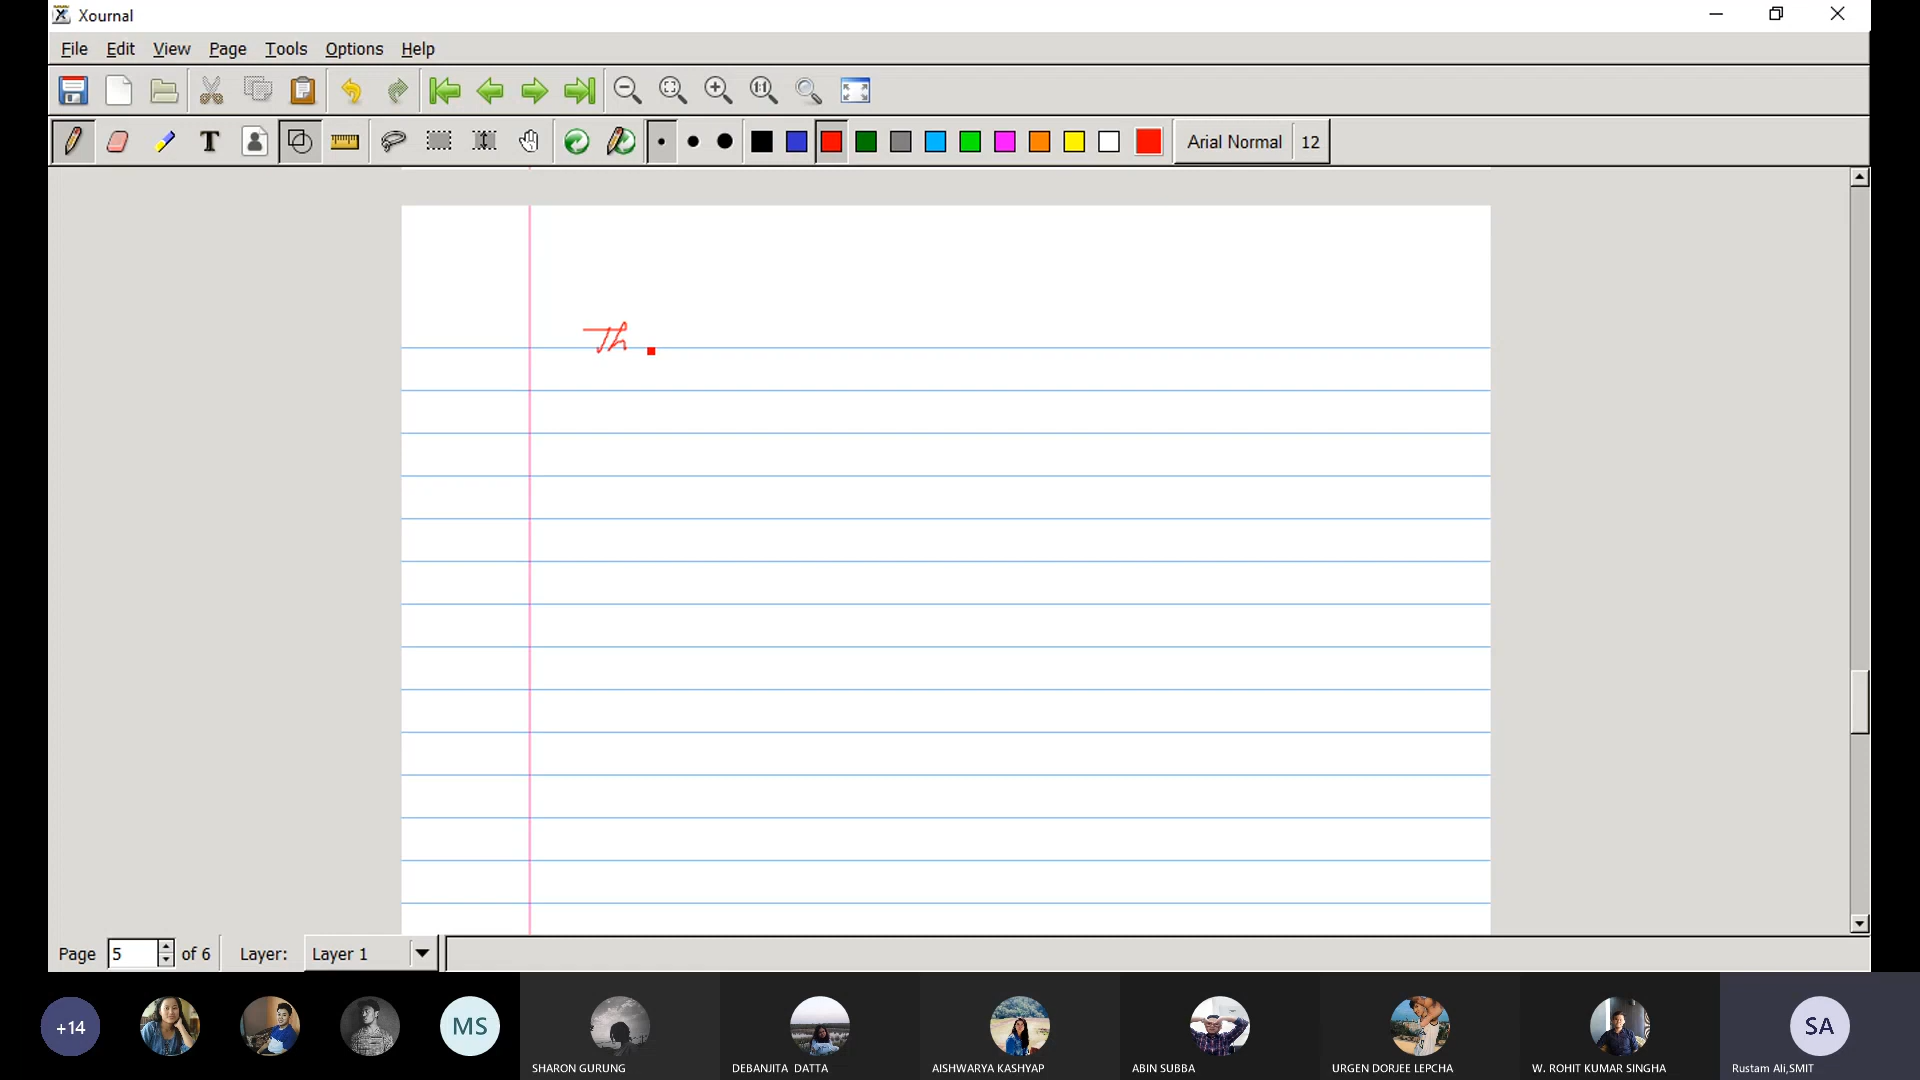 Xournal
File Edit View Page Tools Options Help
T Arial Normal 12
Th
Page 5 of 6 Layer: Layer 1
+14 MS SA
SHARON GURUNG DEBANJITA DATTA AISHWARYA KASHYAP ABIN SUBBA URGEN DORJEE LEPCHA W. ROHIT KUMAR SINGHA Rustam Ali,SMIT